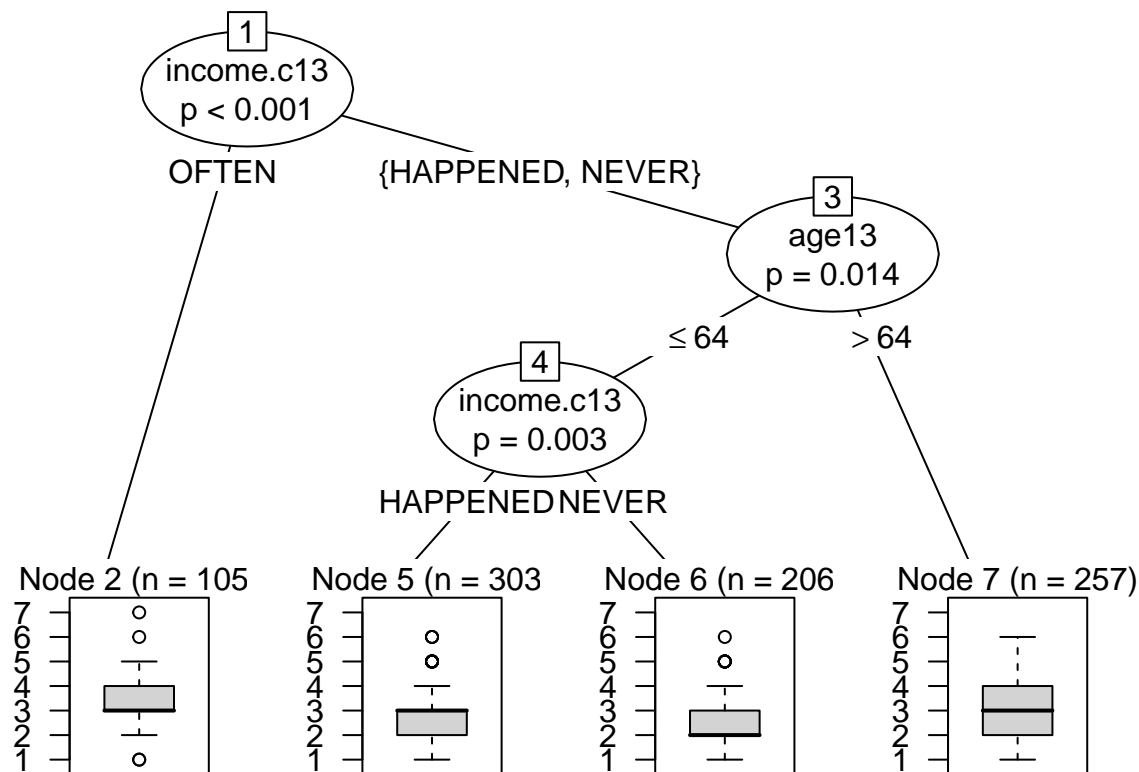 1
income.c13
p < 0.001
OFTEN
{HAPPENED, NEVER}
3
age13
p = 0.014
≤ 64
> 64
4
income.c13
p = 0.003
HAPPENED
NEVER
Node 2 (n = 105
7
6
5
4
3
2
1
Node 5 (n = 303
7
6
5
4
3
2
1
Node 6 (n = 206
7
6
5
4
3
2
1
Node 7 (n = 257)
7
6
5
4
3
2
1